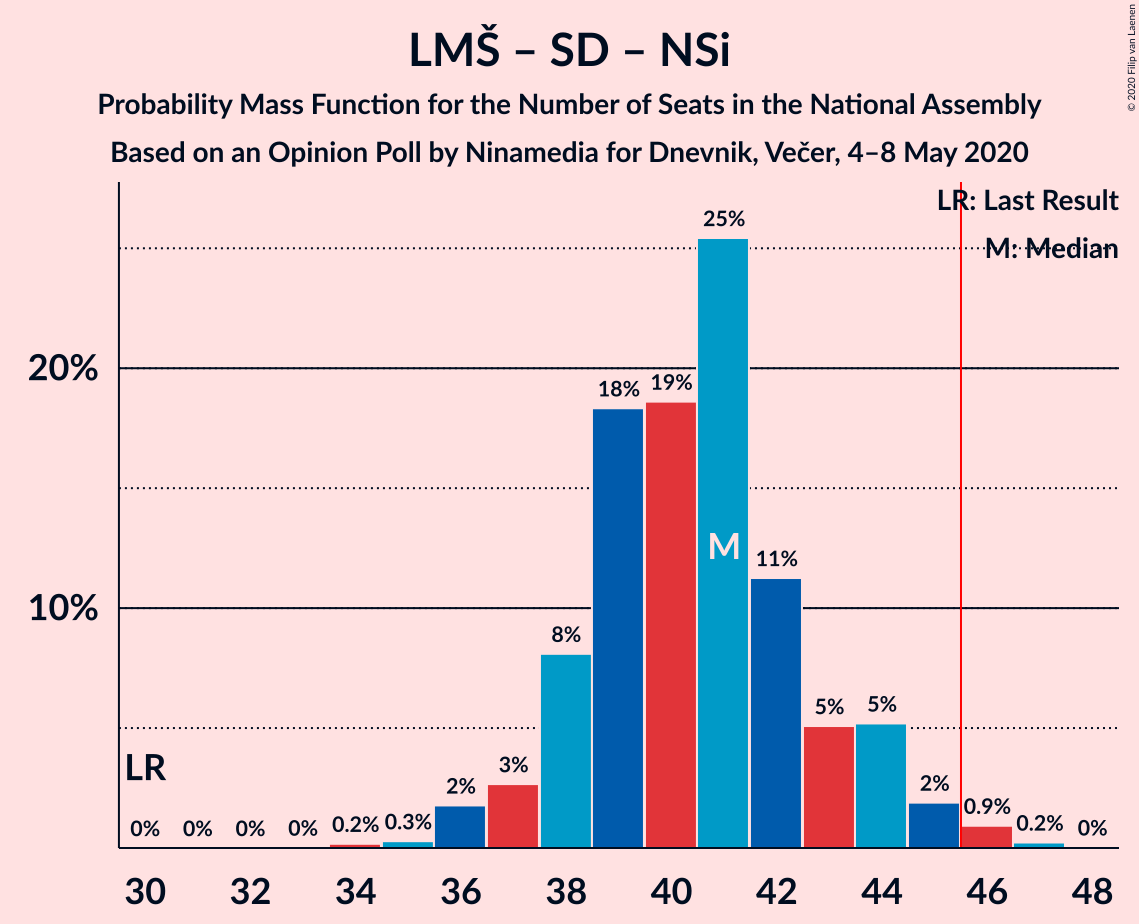 LMŠ – SD – NSi
Probability Mass Function for the Number of Seats in the National Assembly
Based on an Opinion Poll by Ninamedia for Dnevnik, Večer, 4–8 May 2020
© 2020 Filip van Laenen
LR: Last Result
M: Median
20%
10%
LR
0%
0%
0%
0%
0.2%
0.3%
2%
3%
8%
18%
19%
25%
M
11%
5%
5%
2%
0.9%
0.2%
0%
30 32 34 36 38 40 42 44 46 48